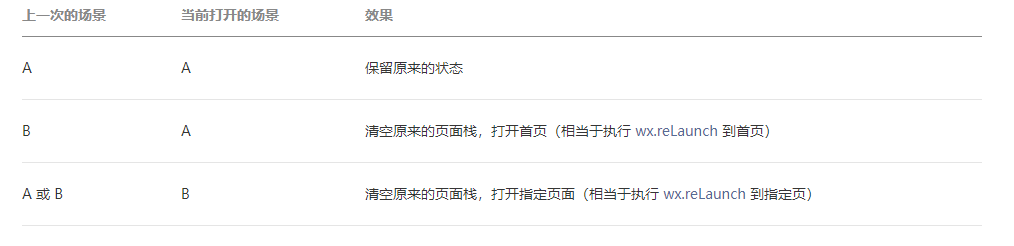 上一次的场景 当前打开的场景 效果
A A 保留原来的状态
B A 清空原来的页面栈，打开首页（相当于执行 wx.reLaunch 到首页）
A 或 B B 清空原来的页面栈，打开指定页面（相当于执行 wx.reLaunch 到指定页）